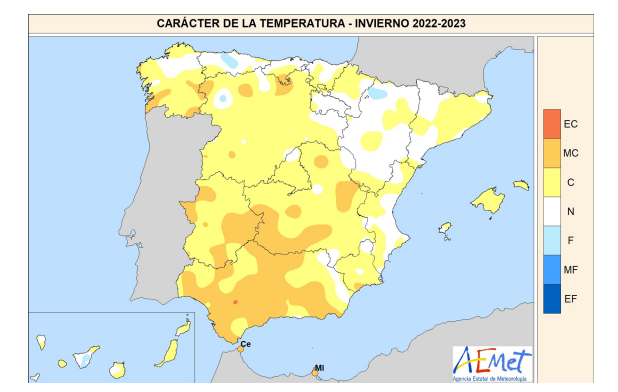 CARÁCTER DE LA TEMPERATURA - INVIERNO 2022-2023
EC
MC
C
N
F
MF
EF
Ce
Ml
AEMet
Agencia Estatal de Meteorología